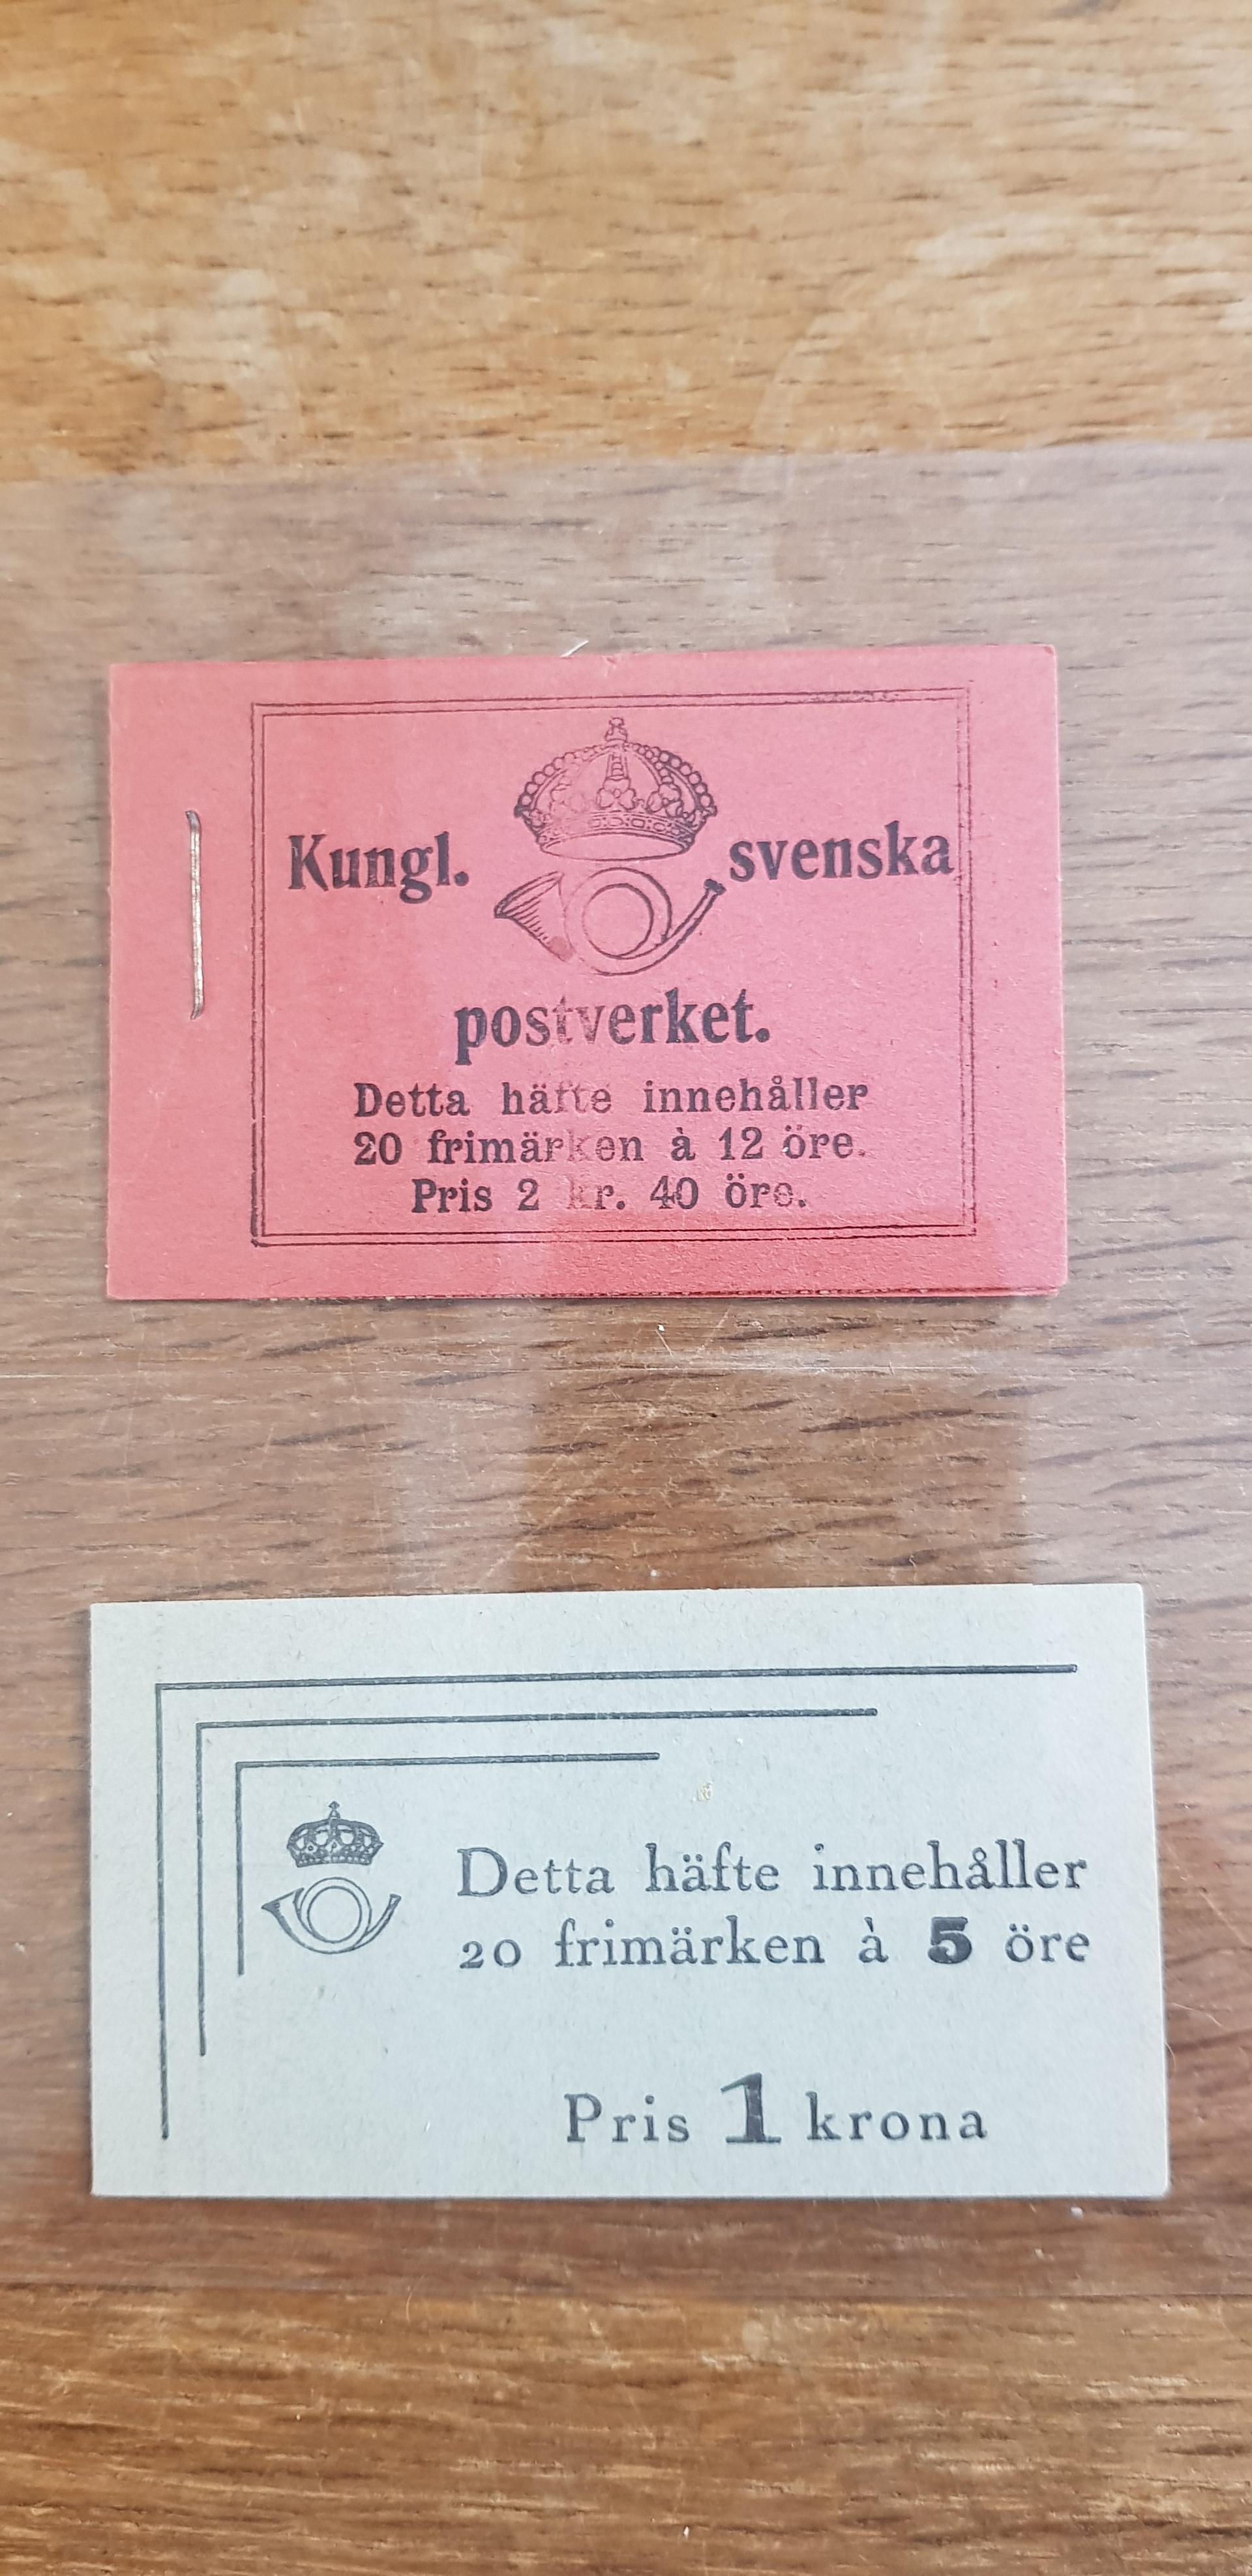 Kungl. svenska
postverket.
Detta häfte innehåller
20 frimärken à 12 öre.
Pris 2 kr. 40 öre.
Detta häfte innehåller
20 frimärken à 5 öre
Pris 1 krona